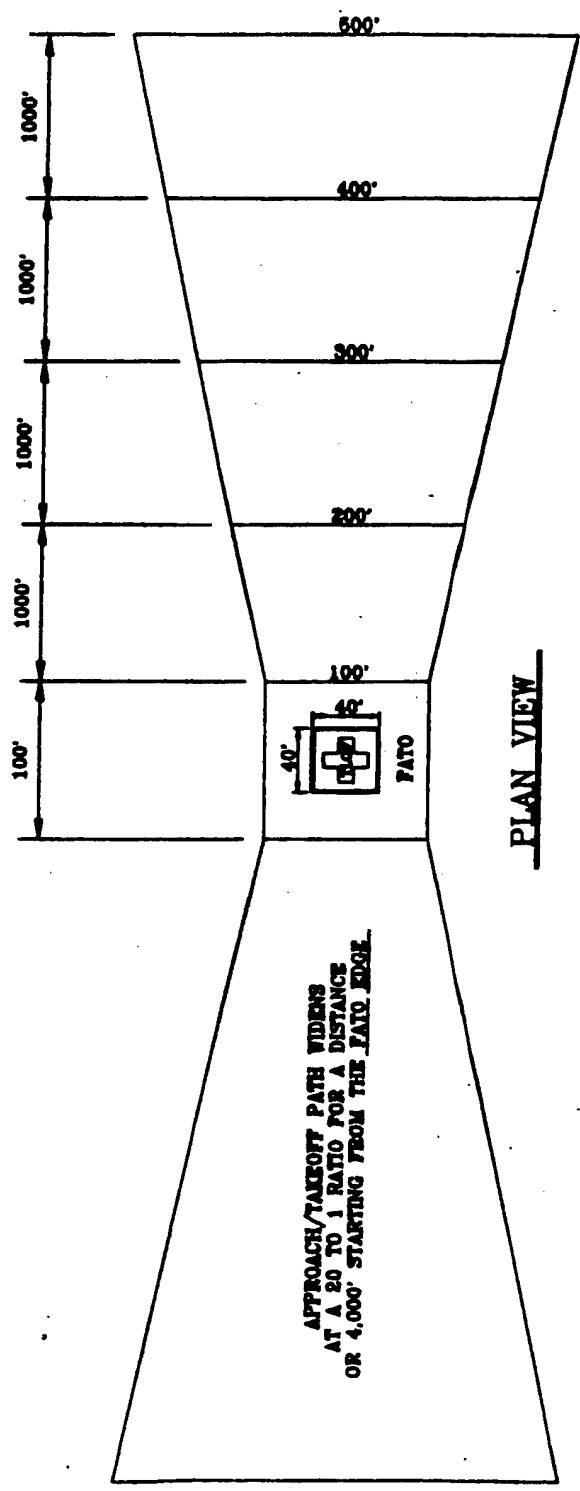 500'
1000'
400'
1000'
300'
1000'
200'
1000'
100'
100'
40'
40'
FATO
PLAN VIEW
APPROACH/TAKEOFF PATH WIDENS
AT A 20 TO 1 RATIO FOR A DISTANCE
OR 4,000' STARTING FROM THE FATO EDGE